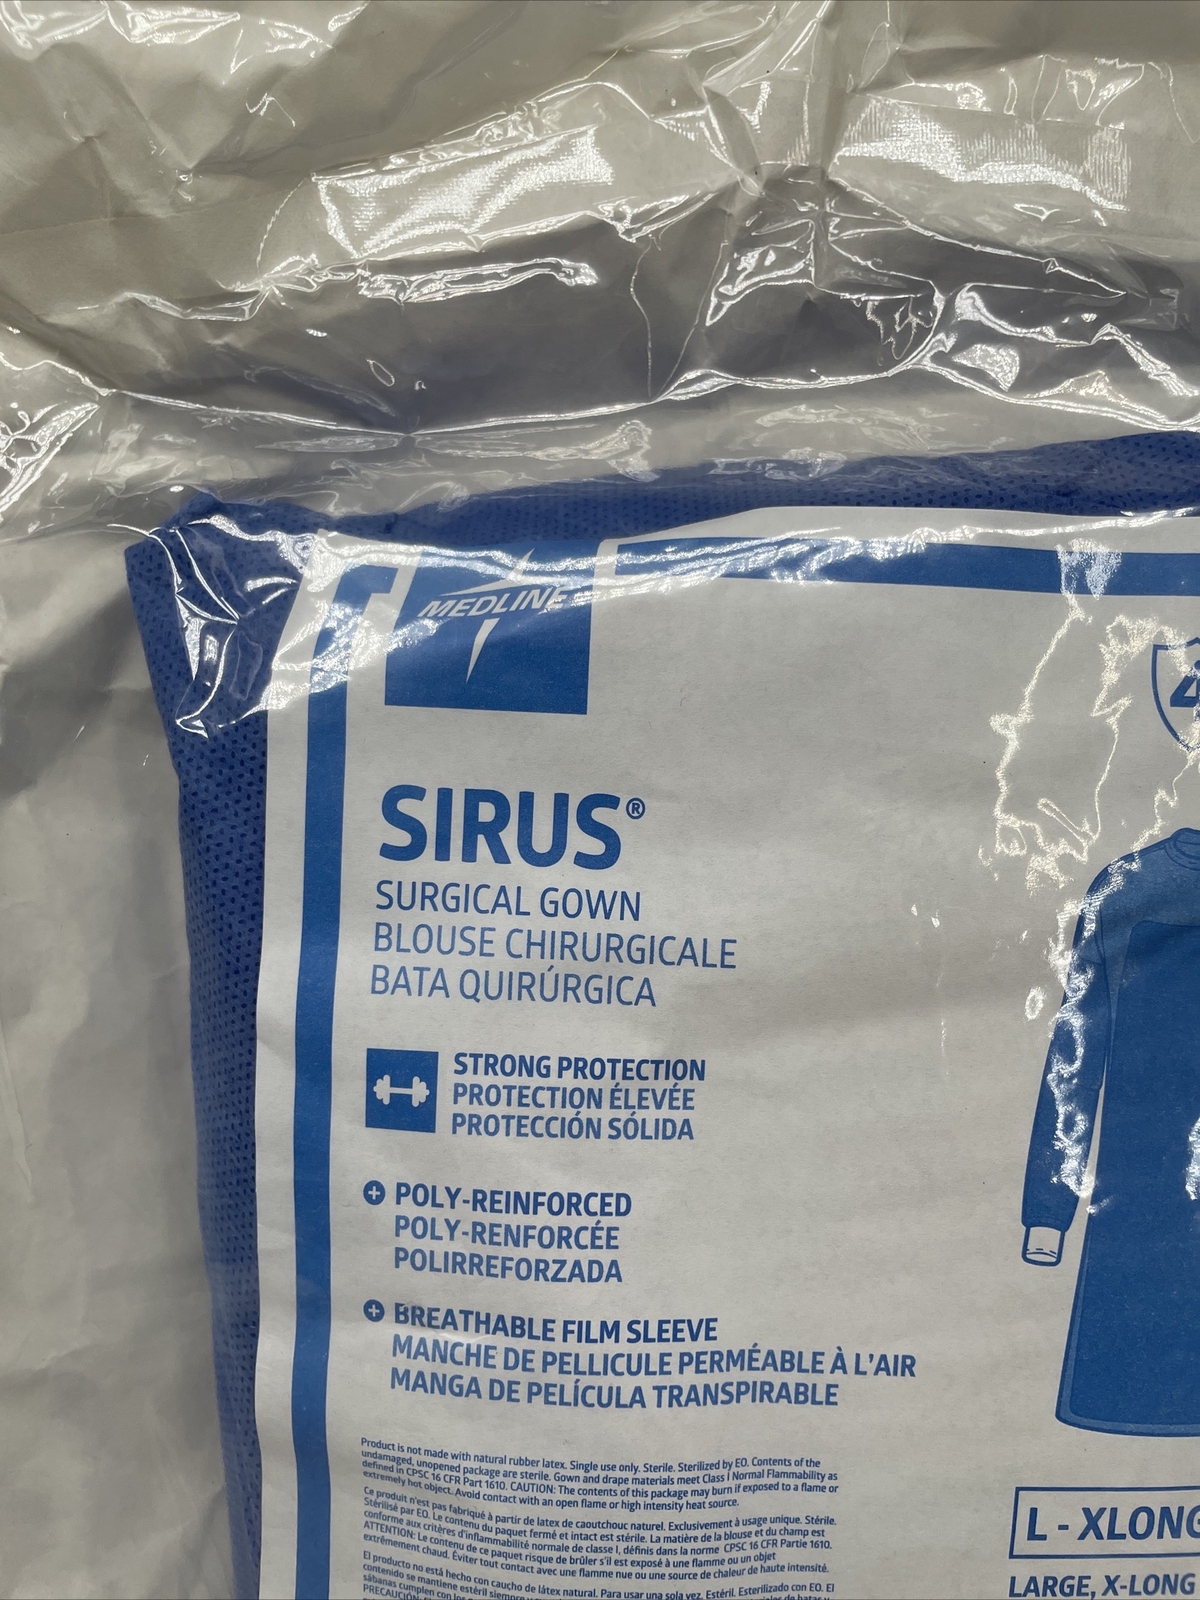 MEDLINE
4
SIRUS®
SURGICAL GOWN
BLOUSE CHIRURGICALE
BATA QUIRÚRGICA
STRONG PROTECTION
PROTECTION ÉLEVÉE
PROTECCIÓN SÓLIDA
POLY-REINFORCED
POLY-RENFORCÉE
POLIRREFORZADA
BREATHABLE FILM SLEEVE
MANCHE DE PELLICULE PERMÉABLE À L'AIR
MANGA DE PELÍCULA TRANSPIRABLE
Product is not made with natural rubber latex. Single use only. Sterile. Sterilized by EO. Contents of the
undamaged, unopened package are sterile. Gown and drape materials meet Class I Normal Flammability as
defined in CPSC 16 CFR Part 1610. CAUTION: The contents of this package may burn if exposed to a flame or
extremely hot object. Avoid contact with an open flame or high intensity heat source.
Ce produit n'est pas fabriqué à partir de latex de caoutchouc naturel. Exclusivement à usage unique. Stérile.
Stérilisé par EO. Le contenu du paquet fermé et intact est stérile. La matière de la blouse et du champ est
conforme aux critères d'inflammabilité normale de classe I, définis dans la norme CPSC 16 CFR Partie 1610.
ATTENTION: Le contenu de ce paquet risque de brûler s'il est exposé à une flamme ou un objet
extrêmement chaud. Éviter tout contact avec une flamme nue ou une source de chaleur de haute intensité.
El producto no está hecho con caucho de látex natural. Para usar una sola vez. Estéril. Esterilizado con EO. El
contenido se mantiene estéril siempre
sábanas cumplen con los
L - XLONG
LARGE, X-LONG